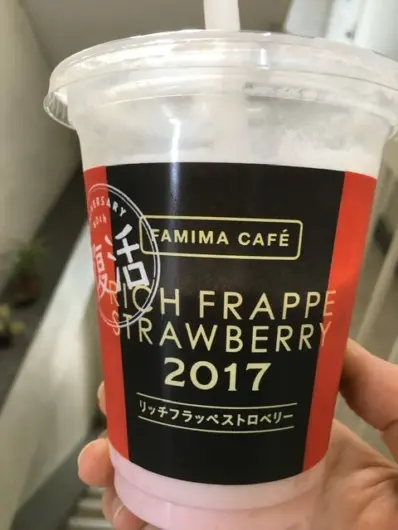 ERSARY
復活
FAMIMA CAFÉ
RICH FRAPPE
STRAWBERRY
2017
リッチフラッペストロベリー